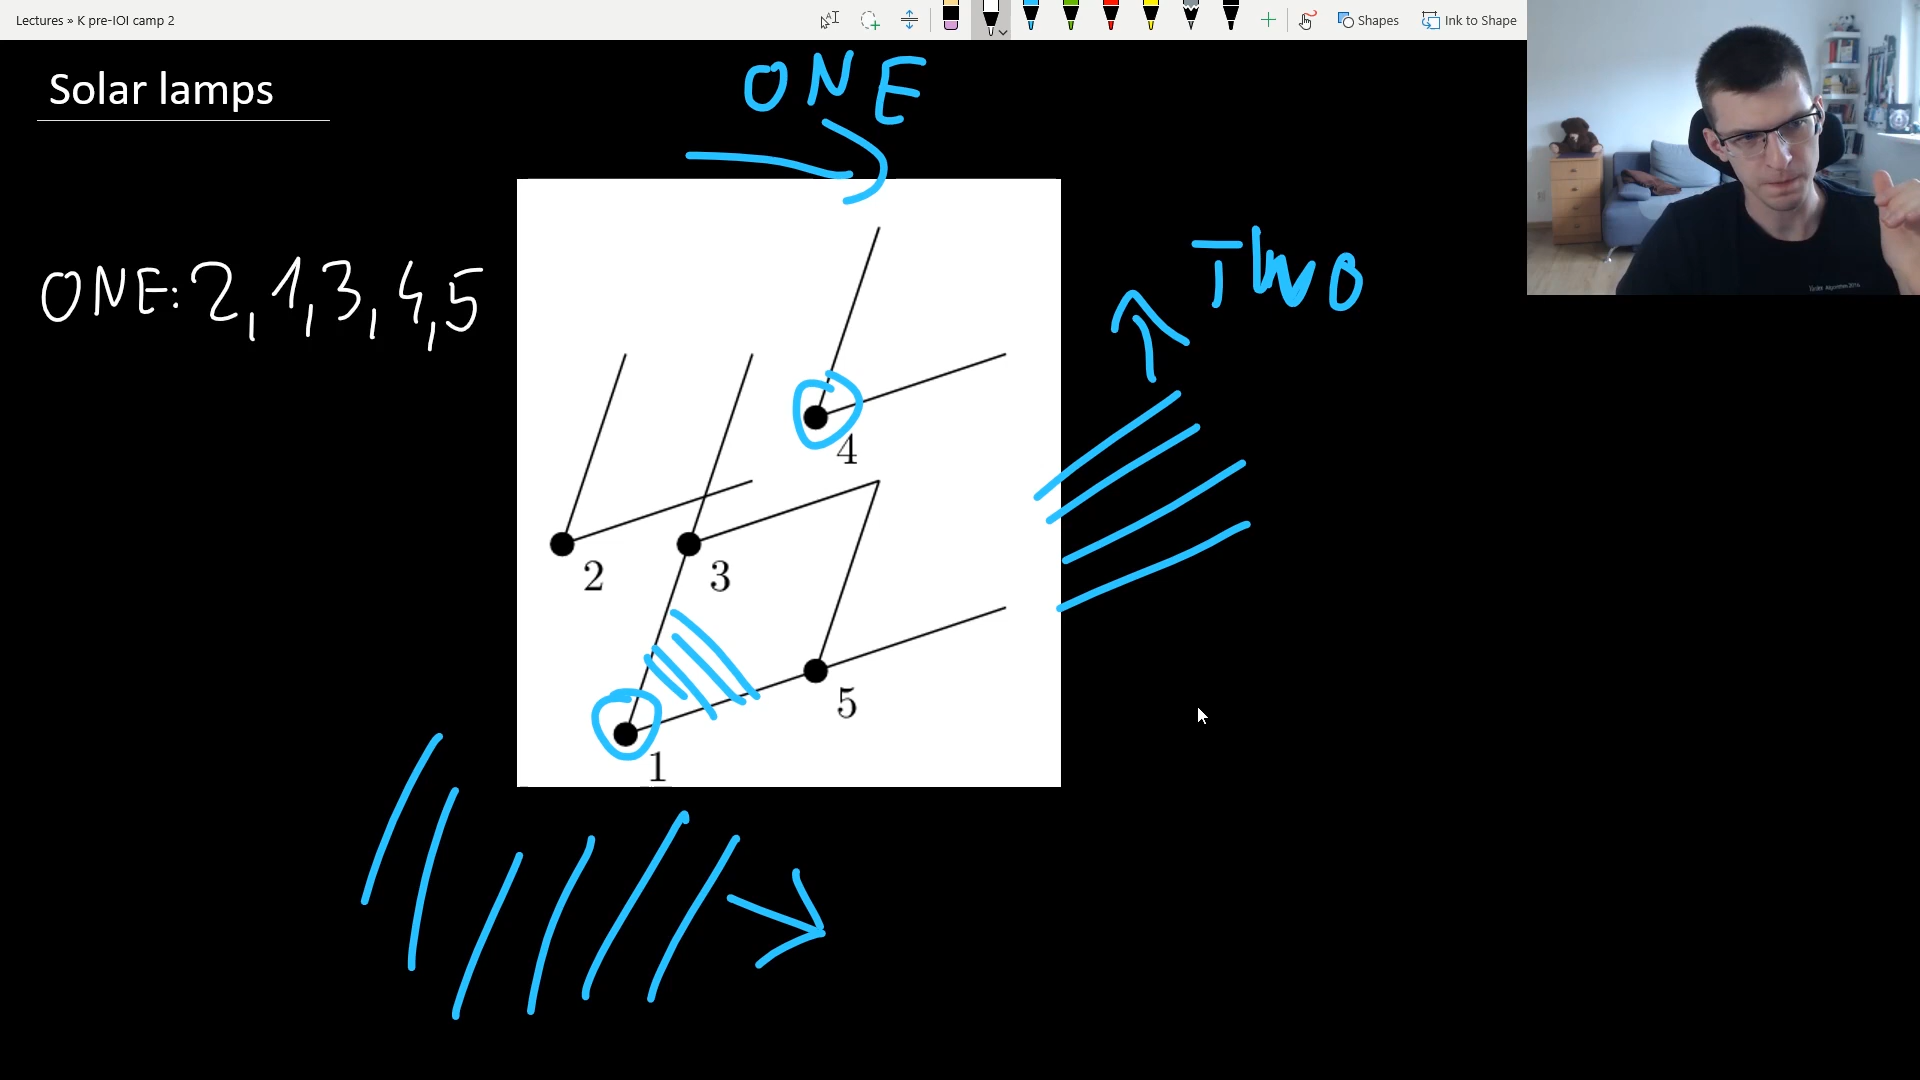 Lectures » K pre-IOI camp 2
Shapes
Ink to Shape
Solar lamps
ONE
ONE: 2, 1, 3, 4, 5
TWO
4
2
3
5
1